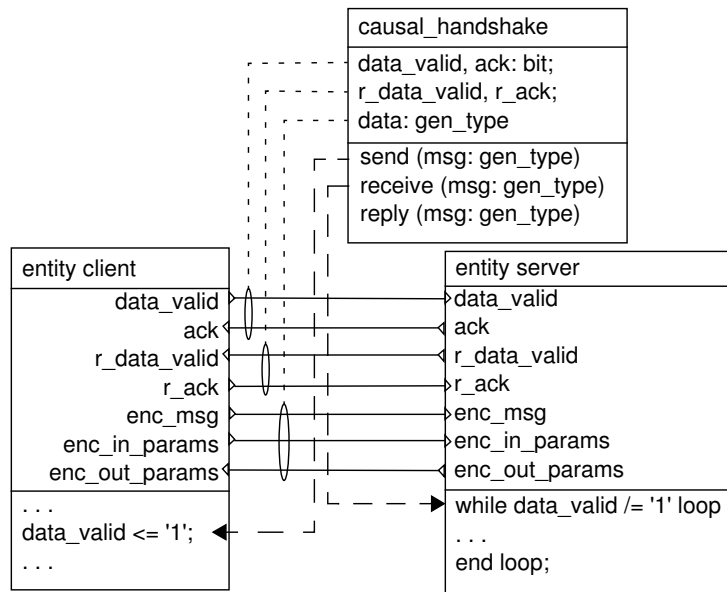 causal_handshake
data_valid, ack: bit;
r_data_valid, r_ack;
data: gen_type
send (msg: gen_type)
receive (msg: gen_type)
reply (msg: gen_type)
entity client
data_valid
ack
r_data_valid
r_ack
enc_msg
enc_in_params
enc_out_params
. . .
data_valid <= '1';
. . .
entity server
data_valid
ack
r_data_valid
r_ack
enc_msg
enc_in_params
enc_out_params
while data_valid /= '1' loop
. . .
end loop;